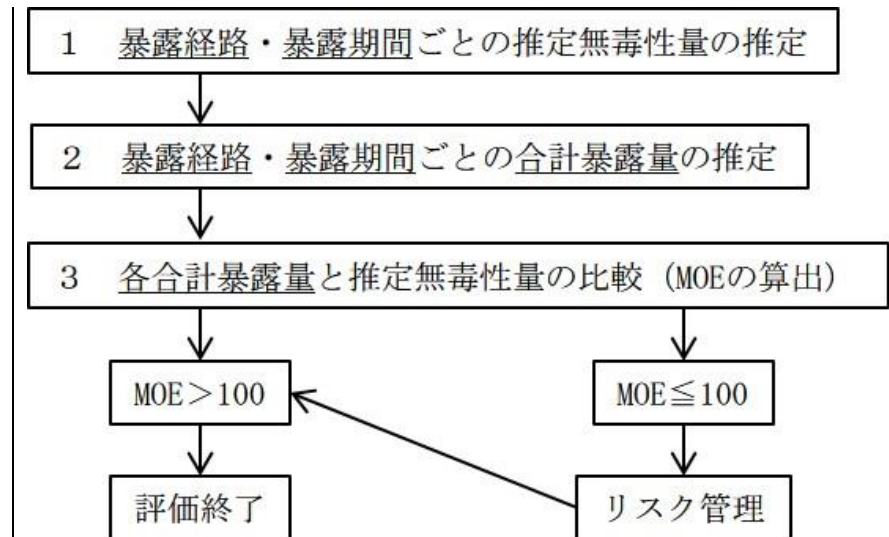 1 暴露経路・暴露期間ごとの推定無毒性量の推定
2 暴露経路・暴露期間ごとの合計暴露量の推定
3 各合計暴露量と推定無毒性量の比較（MOEの算出）
MOE＞100 MOE≦100
評価終了 リスク管理